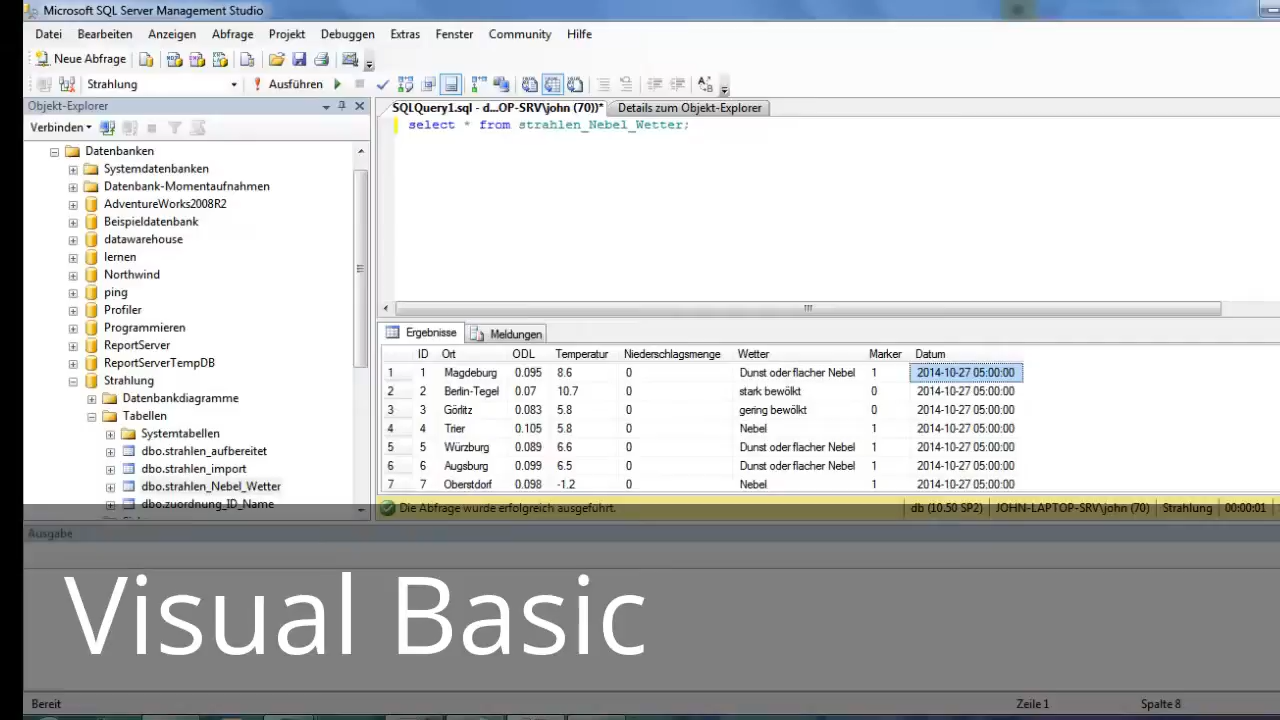 Microsoft SQL Server Management Studio
Datei Bearbeiten Anzeigen Abfrage Projekt Debuggen Extras Fenster Community Hilfe
Neue Abfrage
Strahlung Ausführen
Objekt-Explorer
SQLQuery1.sql - d...OP-SRV\john (70))* Details zum Objekt-Explorer
Verbinden
select * from strahlen_Nebel_Wetter;
Datenbanken
Systemdatenbanken
Datenbank-Momentaufnahmen
AdventureWorks2008R2
Beispieldatenbank
datawarehouse
lernen
Northwind
ping
Profiler
Programmieren
ReportServer
ReportServerTempDB
Strahlung
Datenbankdiagramme
Tabellen
Systemtabellen
dbo.strahlen_aufbereitet
dbo.strahlen_import
dbo.strahlen_Nebel_Wetter
dbo.zuordnung_ID_Name
Ergebnisse Meldungen
ID Ort ODL Temperatur Niederschlagsmenge Wetter Marker Datum
1 1 Magdeburg 0.095 8.6 0 Dunst oder flacher Nebel 1 2014-10-27 05:00:00
2 2 Berlin-Tegel 0.07 10.7 0 stark bewölkt 0 2014-10-27 05:00:00
3 3 Görlitz 0.083 5.8 0 gering bewölkt 0 2014-10-27 05:00:00
4 4 Trier 0.105 5.8 0 Nebel 1 2014-10-27 05:00:00
5 5 Würzburg 0.089 6.6 0 Dunst oder flacher Nebel 1 2014-10-27 05:00:00
6 6 Augsburg 0.099 6.5 0 Dunst oder flacher Nebel 1 2014-10-27 05:00:00
7 7 Oberstdorf 0.098 -1.2 0 Nebel 1 2014-10-27 05:00:00
Die Abfrage wurde erfolgreich ausgeführt. db (10.50 SP2) JOHN-LAPTOP-SRV\john (70) Strahlung 00:00:01
Ausgabe
Visual Basic
Bereit Zeile 1 Spalte 8